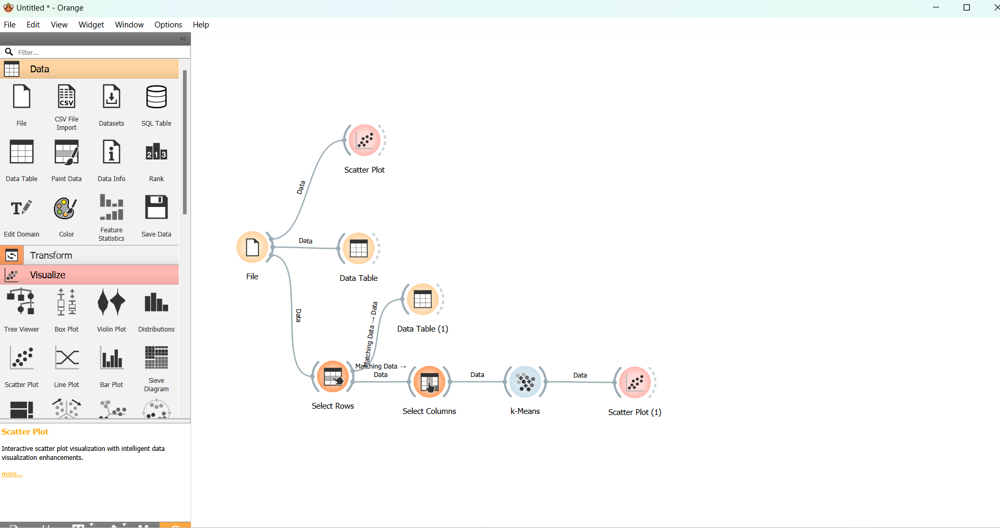 Untitled * - Orange
File Edit View Widget Window Options Help
Filter...
Data
CSV
File
CSV File
Import
Datasets
SQL Table
2 1 3
Data Table
Paint Data
Data Info
Rank
Edit Domain
Color
Feature
Statistics
Save Data
Transform
Visualize
Tree Viewer
Box Plot
Violin Plot
Distributions
Scatter Plot
Line Plot
Bar Plot
Sieve
Diagram
Scatter Plot
Interactive scatter plot visualization with intelligent data
visualization enhancements.
more...
Scatter Plot
Data
Data
File
Data Table
Data
Matching Data → Data
Data Table (1)
Matching Data →
Data
Data
Data
Select Rows
Select Columns
k-Means
Scatter Plot (1)